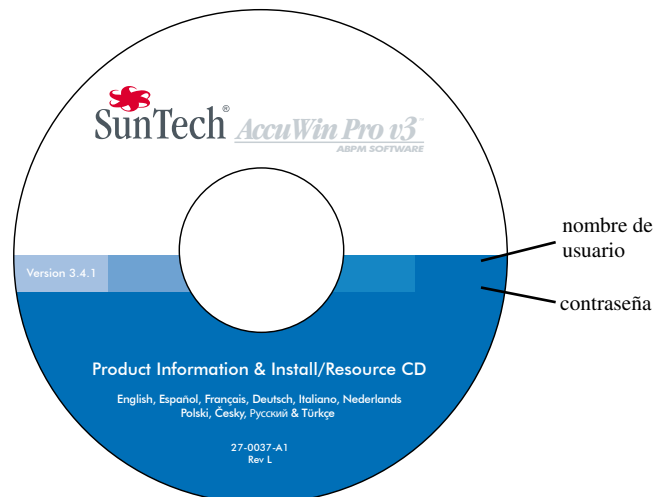 SunTech® AccuWin Pro v3™
ABPM SOFTWARE
nombre de
usuario
Version 3.4.1
contraseña
Product Information & Install/Resource CD
English, Español, Français, Deutsch, Italiano, Nederlands
Polski, Česky, Русский & Türkçe
27-0037-A1
Rev L